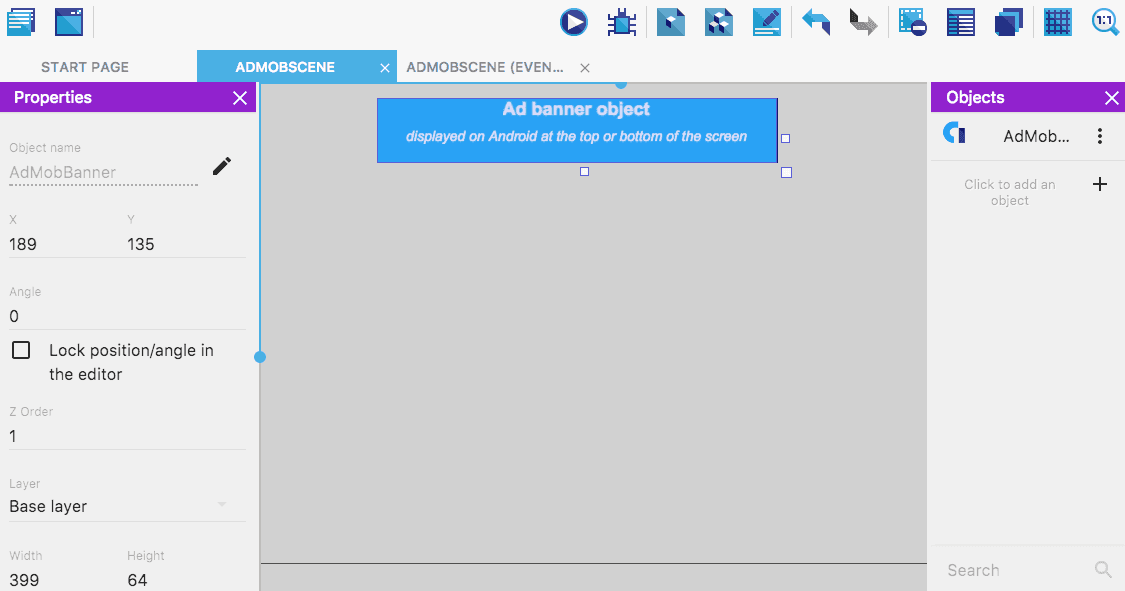 1:1
START PAGE
ADMOBSCENE
ADMOBSCENE (EVEN...
Properties
Object name
AdMobBanner
X
Y
189
135
Angle
0
Lock position/angle in
the editor
Z Order
1
Layer
Base layer
Width
Height
399
64
Ad banner object
displayed on Android at the top or bottom of the screen
Objects
AdMob...
Click to add an
object
Search